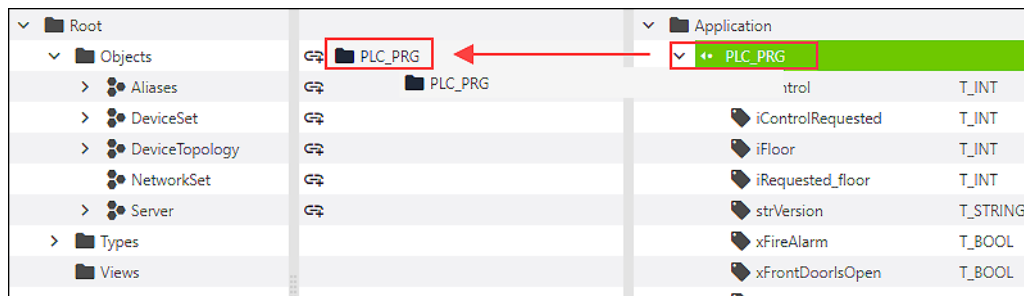 Root
Application
Objects
PLC_PRG
PLC_PRG
Aliases
PLC_PRG
ntrol
T_INT
DeviceSet
iControlRequested
T_INT
DeviceTopology
iFloor
T_INT
NetworkSet
iRequested_floor
T_INT
Server
strVersion
T_STRING
Types
xFireAlarm
T_BOOL
Views
xFrontDoorIsOpen
T_BOOL